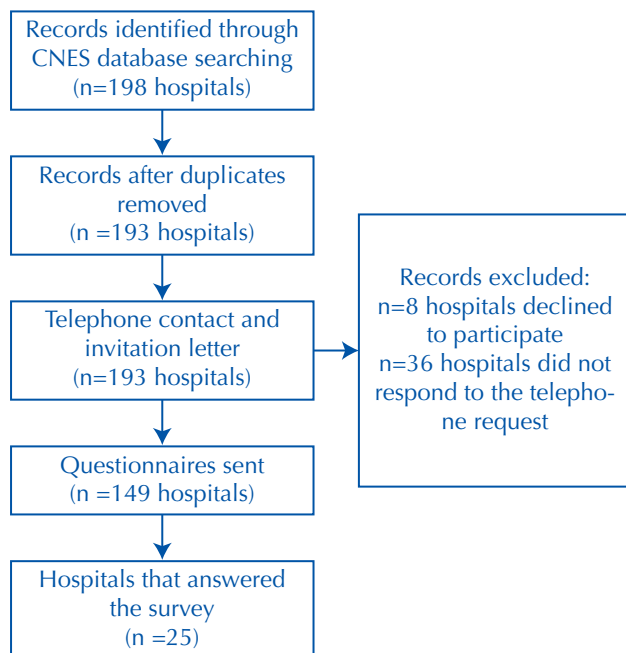 Records identified through
CNES database searching
(n=198 hospitals)
Records after duplicates
removed
(n =193 hospitals)
Telephone contact and
invitation letter
(n=193 hospitals)
Records excluded:
n=8 hospitals declined
to participate
n=36 hospitals did not
respond to the telepho-
ne request
Questionnaires sent
(n =149 hospitals)
Hospitals that answered
the survey
(n =25)